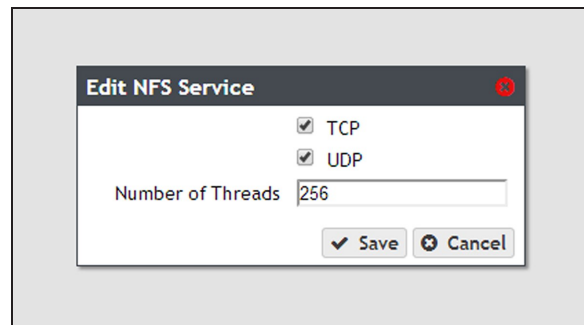 Edit NFS Service
TCP
UDP
Number of Threads 256
Save Cancel